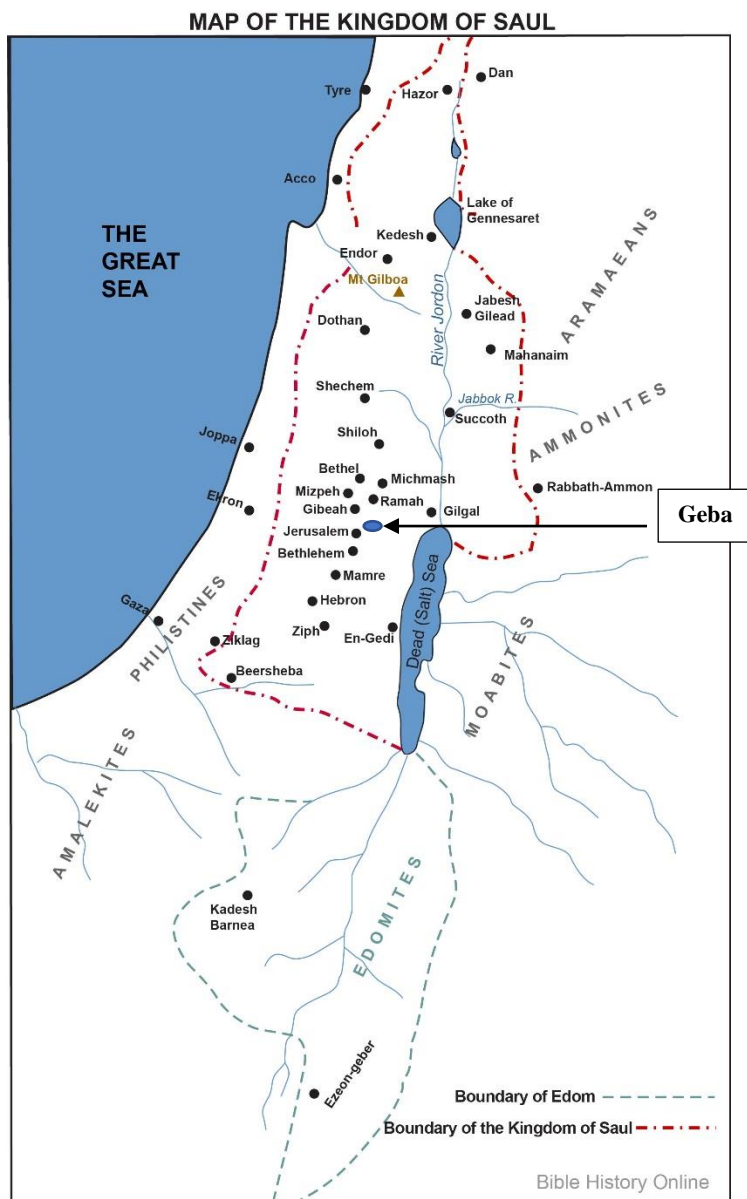 MAP OF THE KINGDOM OF SAUL
Dan
Tyre
Hazor
Acco
Lake of
Gennesaret
THE
GREAT
SEA
Kedesh
Endor
Mt Gilboa
ARAMAEANS
River Jordon
Jabesh
Gilead
Dothan
Mahanaim
Shechem
Jabbok R.
Succoth
AMMONITES
Shiloh
Joppa
Bethel
Michmash
Mizpeh
Ramah
Rabbath-Ammon
Ekron
Gibeah
Gilgal
Geba
Jerusalem
Bethlehem
Mamre
Dead (Salt) Sea
Gaza
PHILISTINES
Hebron
Ziph
En-Gedi
Ziklag
MOABITES
Beersheba
AMALEKITES
EDOMITES
Kadesh
Barnea
Ezeon-geber
Boundary of Edom
Boundary of the Kingdom of Saul
Bible History Online